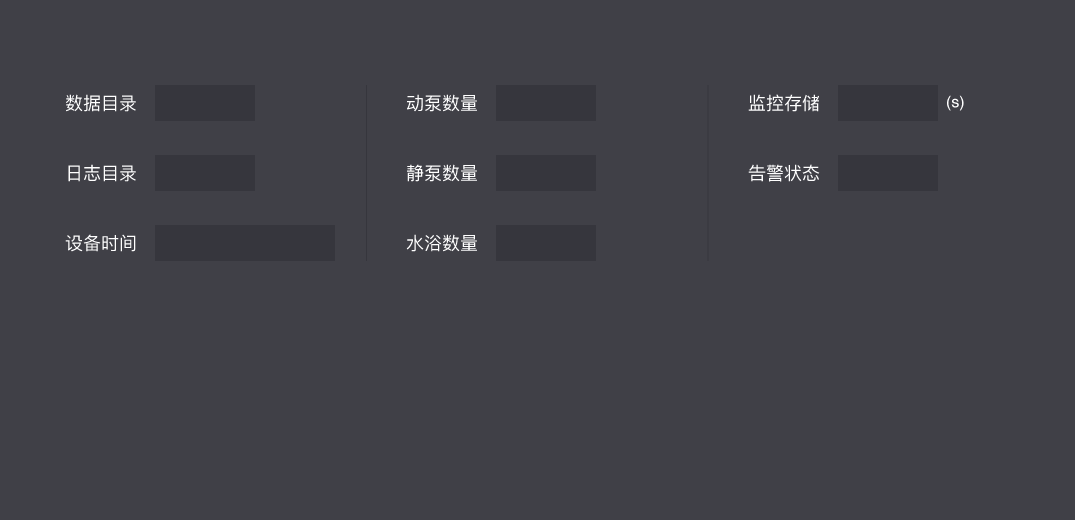 数据目录
日志目录
设备时间
动泵数量
静泵数量
水浴数量
监控存储 (s)
告警状态